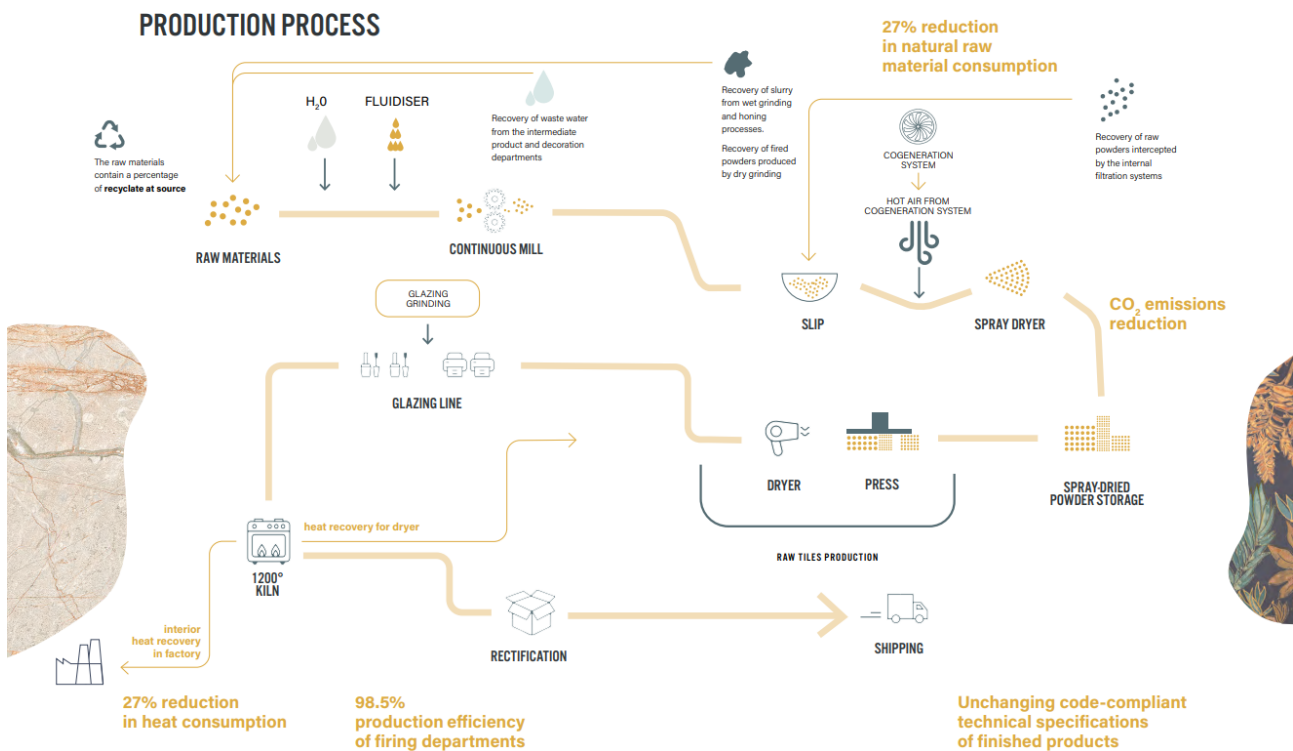 PRODUCTION PROCESS
27% reduction
in natural raw
material consumption
H₂0
FLUIDISER
Recovery of waste water
from the intermediate
product and decoration
departments
Recovery of slurry
from wet grinding
and honing
processes.
Recovery of fired
powders produced
by dry grinding
COGENERATION
SYSTEM
HOT AIR FROM
COGENERATION SYSTEM
Recovery of raw
powders intercepted
by the internal
filtration systems
The raw materials
contain a percentage
of recyclate at source
RAW MATERIALS
CONTINUOUS MILL
SLIP
SPRAY DRYER
CO₂ emissions
reduction
GLAZING
GRINDING
GLAZING LINE
DRYER
PRESS
SPRAY-DRIED
POWDER STORAGE
RAW TILES PRODUCTION
heat recovery for dryer
1200°
KILN
interior
heat recovery
in factory
RECTIFICATION
SHIPPING
27% reduction
in heat consumption
98.5%
production efficiency
of firing departments
Unchanging code-compliant
technical specifications
of finished products